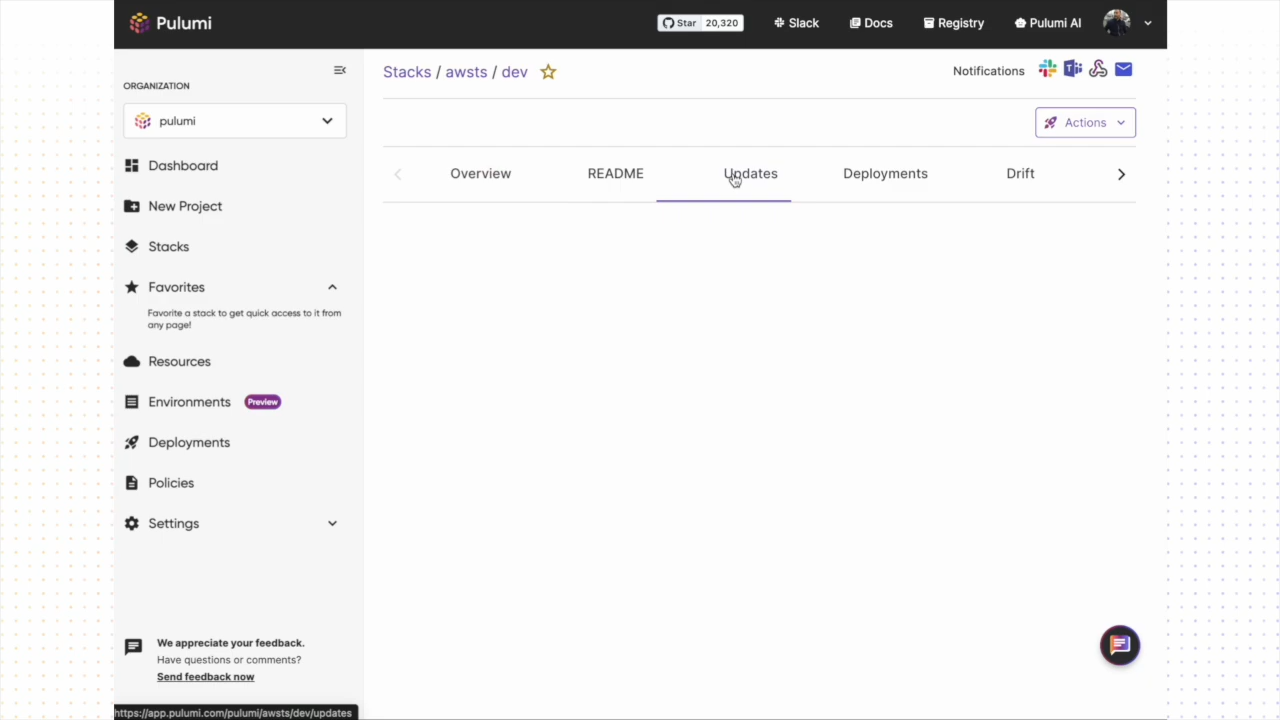 Pulumi
Star 20,320
Slack
Docs
Registry
Pulumi AI
ORGANIZATION
pulumi
Dashboard
New Project
Stacks
Favorites
Favorite a stack to get quick access to it from
any page!
Resources
Environments Preview
Deployments
Policies
Settings
We appreciate your feedback.
Have questions or comments?
Send feedback now
https://app.pulumi.com/pulumi/awsts/dev/updates
Stacks / awsts / dev
Notifications
Actions
Overview
README
Updates
Deployments
Drift